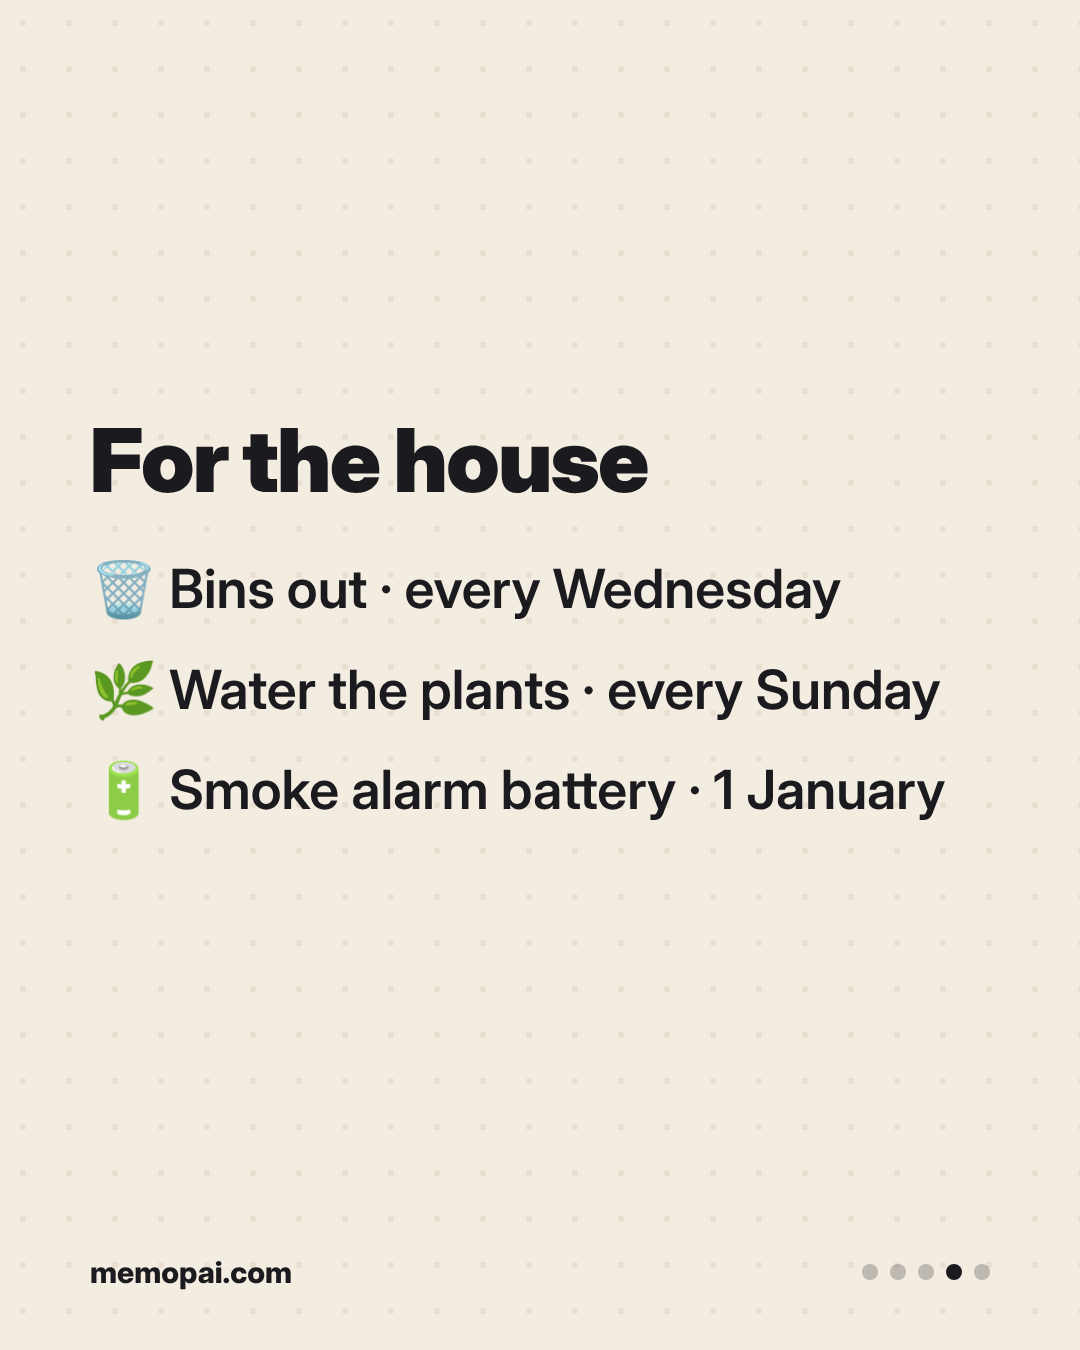 For the house
🗑️ Bins out · every Wednesday
🌿 Water the plants · every Sunday
🔋 Smoke alarm battery · 1 January
memopai.com